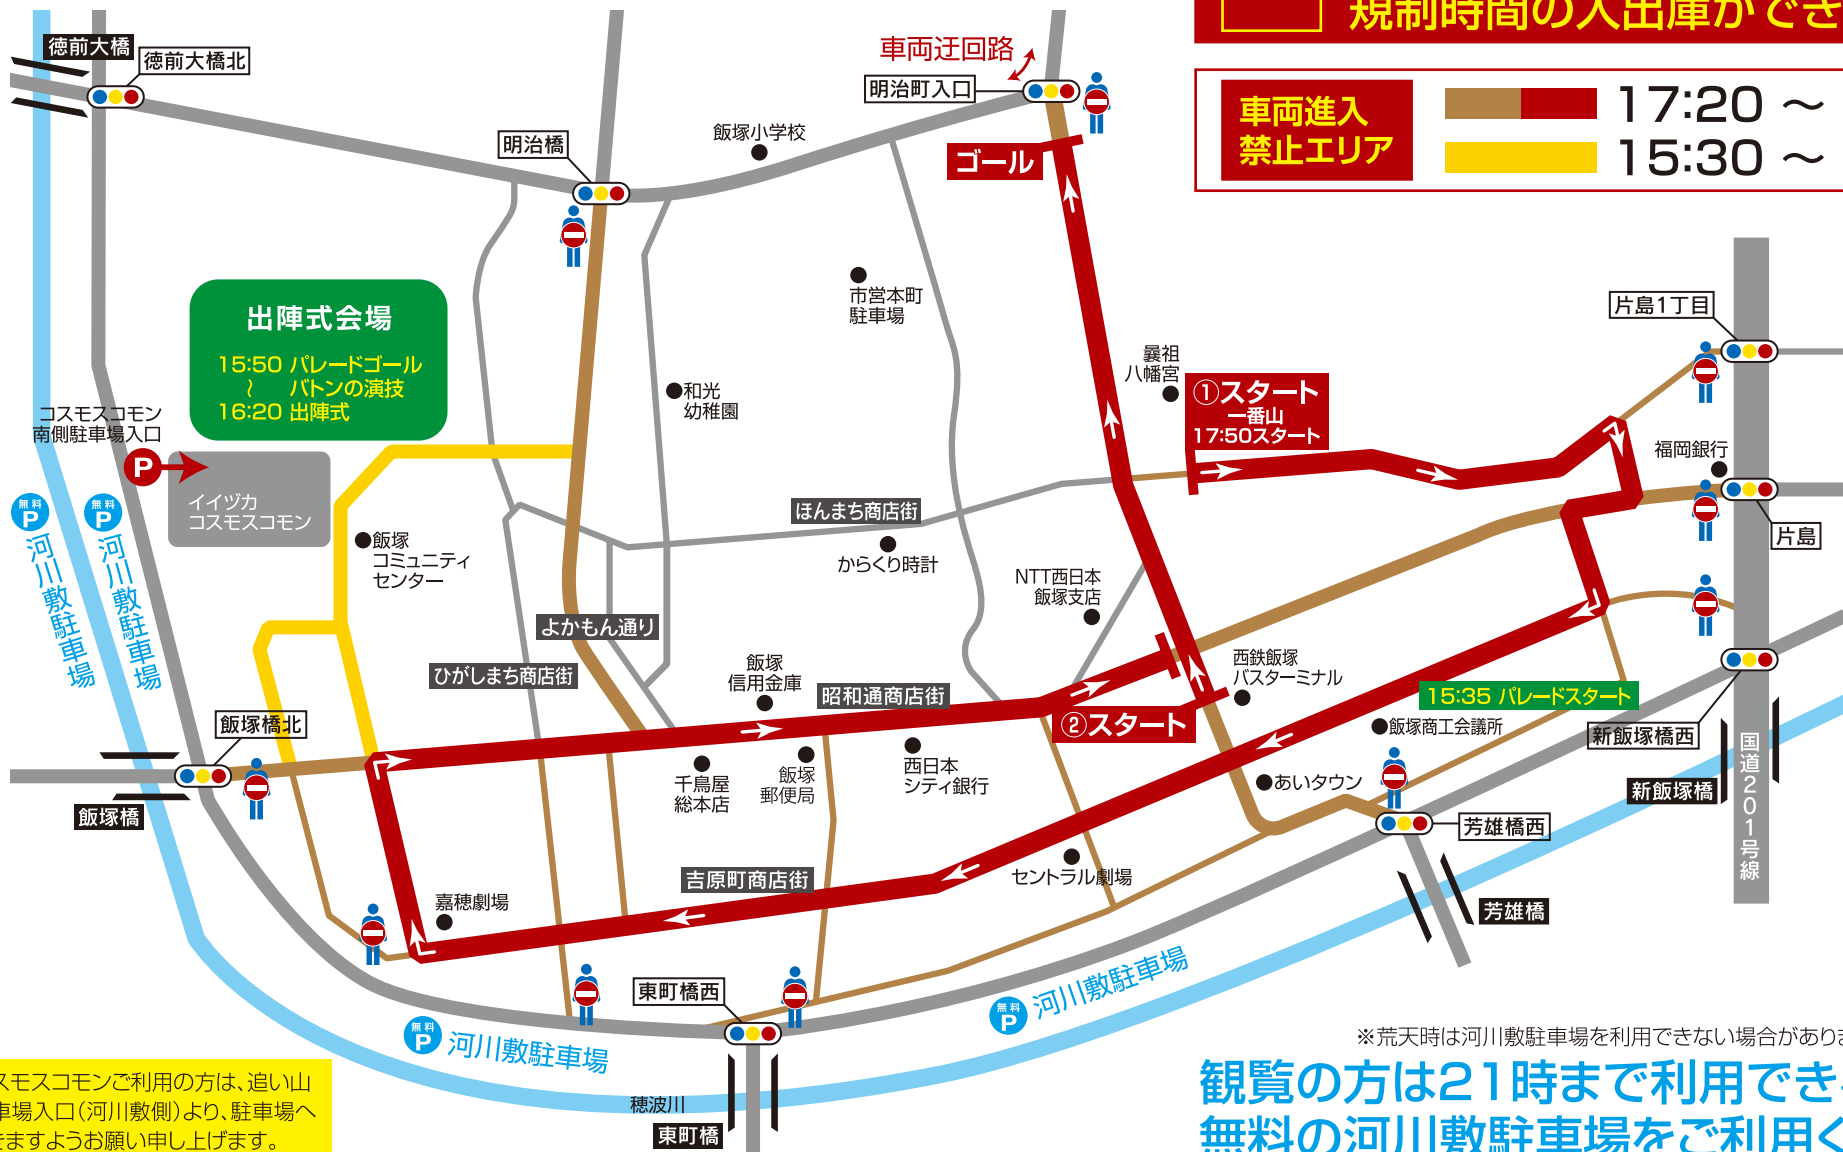 規制時間の入出庫ができ
車両進入
禁止エリア
17:20 ～
15:30 ～
徳前大橋
徳前大橋北
明治橋
飯塚小学校
車両迂回路
明治町入口
ゴール
出陣式会場
15:50 パレードゴール
～ バトンの演技
16:20 出陣式
コスモスコモン
南側駐車場入口
P
イイヅカ
コスモスコモン
無料
P
河川敷駐車場
無料
P
河川敷駐車場
市営本町
駐車場
和光
幼稚園
曩祖
八幡宮
①スタート
一番山
17:50スタート
片島1丁目
福岡銀行
片島
ほんまち商店街
からくり時計
飯塚
コミュニティ
センター
NTT西日本
飯塚支店
よかもん通り
ひがしまち商店街
飯塚
信用金庫
昭和通商店街
西鉄飯塚
バスターミナル
15:35 パレードスタート
②スタート
飯塚商工会議所
新飯塚橋西
国道201号線
新飯塚橋
飯塚橋北
飯塚橋
千鳥屋
総本店
飯塚
郵便局
西日本
シティ銀行
あいタウン
芳雄橋西
芳雄橋
吉原町商店街
セントラル劇場
嘉穂劇場
東町橋西
無料
P
河川敷駐車場
無料
P
河川敷駐車場
穂波川
東町橋
スモスコモンご利用の方は、追い山
車場入口(河川敷側)より、駐車場へ
きますようお願い申し上げます。
※荒天時は河川敷駐車場を利用できない場合がありま
観覧の方は21時まで利用でき
無料の河川敷駐車場をご利用く